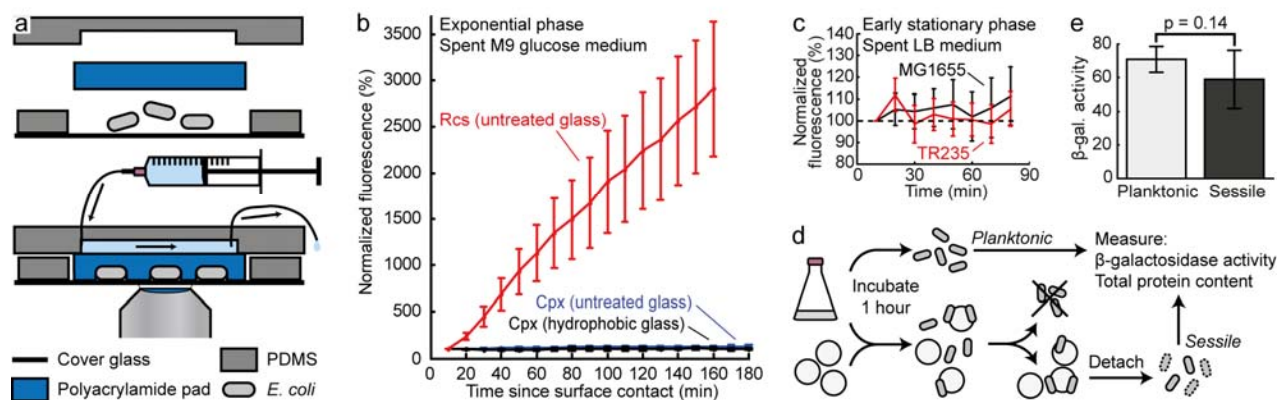 a
Cover glass
PDMS
Polyacrylamide pad
E. coli
b
Exponential phase
Spent M9 glucose medium
Normalized fluorescence (%)
3500
3000
2500
2000
1500
1000
500
100
Rcs (untreated glass)
Cpx (untreated glass)
Cpx (hydrophobic glass)
0 20 40 60 80 100 120 140 160 180
Time since surface contact (min)
c
Early stationary phase
Spent LB medium
Normalized
fluorescence (%)
140
130
120
110
100
90
80
MG1655
TR235
0 30 60 90
Time (min)
e
p = 0.14
β-gal. activity
80
60
40
20
0
Planktonic Sessile
d
Incubate
1 hour
Planktonic
Measure:
β-galactosidase activity
Total protein content
Detach
Sessile